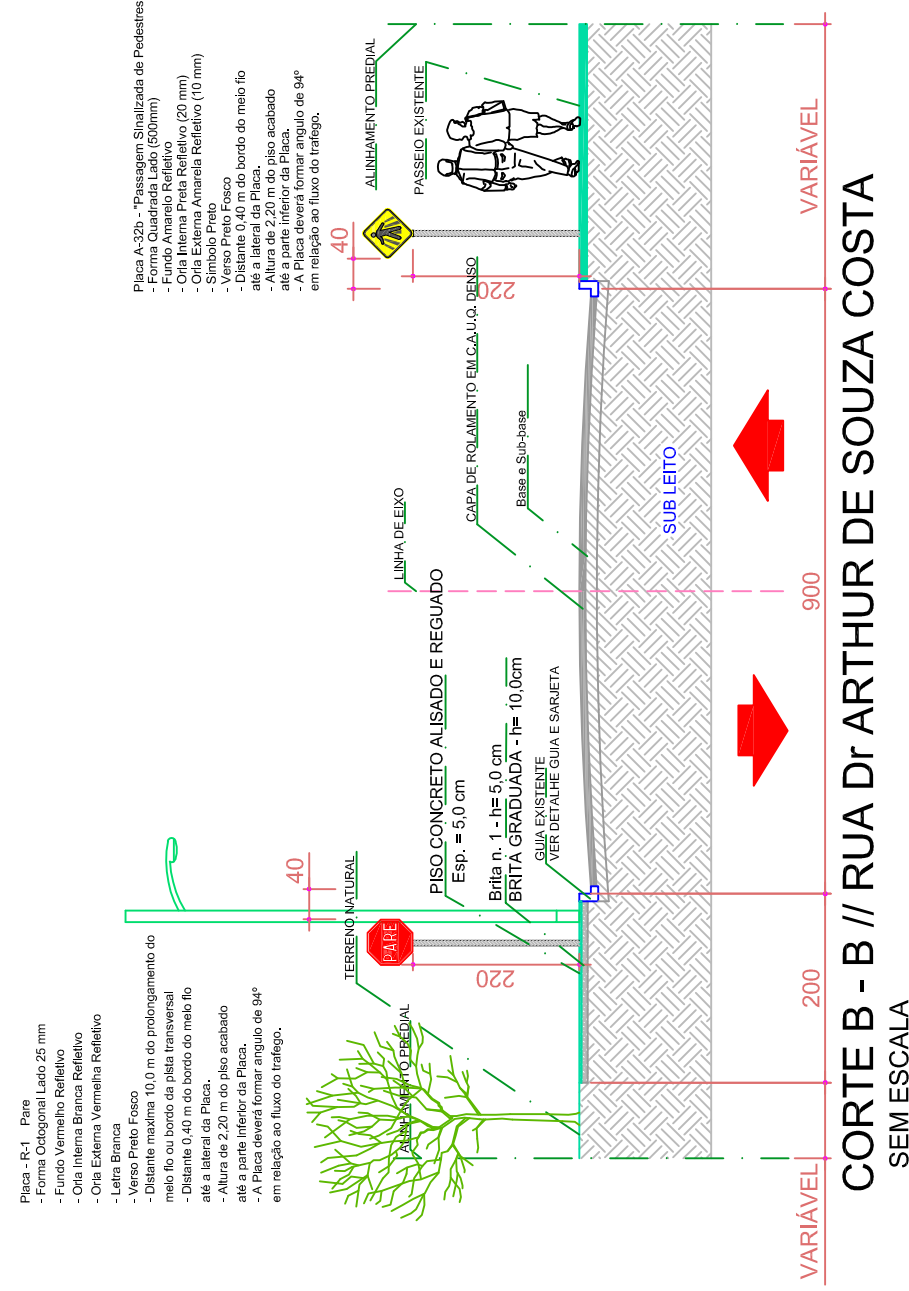 Placa - R-1    Pare
- Forma Octogonal Lado 25 mm
- Fundo Vermelho Refletivo
- Orla Interna Branca Refletivo
- Orla Externa Vermelha Refletivo
- Letra Branca
- Verso Preto Fosco
- Distante maxima 10,0 m do prolongamento do
meio fio ou bordo da pista transversal
- Distante 0,40 m do bordo do meio fio
até a lateral da Placa.
- Altura de 2,20 m do piso acabado
até a parte inferior da Placa.
- A Placa deverá formar angulo de 94º
em relação ao fluxo do trafego.
Placa A-32b - "Passagem Sinalizada de Pedestres
- Forma Quadrada Lado (500mm)
- Fundo Amarelo Refletivo
- Orla Interna Preta Refletivo (20 mm)
- Orla Externa Amarela Refletivo (10 mm)
- Simbolo Preto
- Verso Preto Fosco
- Distante 0,40 m do bordo do meio fio
até a lateral da Placa.
- Altura de 2,20 m do piso acabado
até a parte inferior da Placa.
- A Placa deverá formar angulo de 94º
em relação ao fluxo do trafego.
40
40
TERRENO NATURAL
ALINHAMENTO PREDIAL
PARE
220
PISO CONCRETO ALISADO E REGUADO
Esp. = 5,0 cm
Brita n. 1 - h= 5,0 cm
BRITA GRADUADA - h= 10,0cm
GUIA EXISTENTE
VER DETALHE GUIA E SARJETA
LINHA DE EIXO
CAPA DE ROLAMENTO EM C.A.U.Q. DENSO
Base e Sub-base
220
ALINHAMENTO PREDIAL
PASSEIO EXISTENTE
SUB LEITO
VARIÁVEL
200
900
VARIÁVEL
CORTE B - B // RUA Dr ARTHUR DE SOUZA COSTA
SEM ESCALA